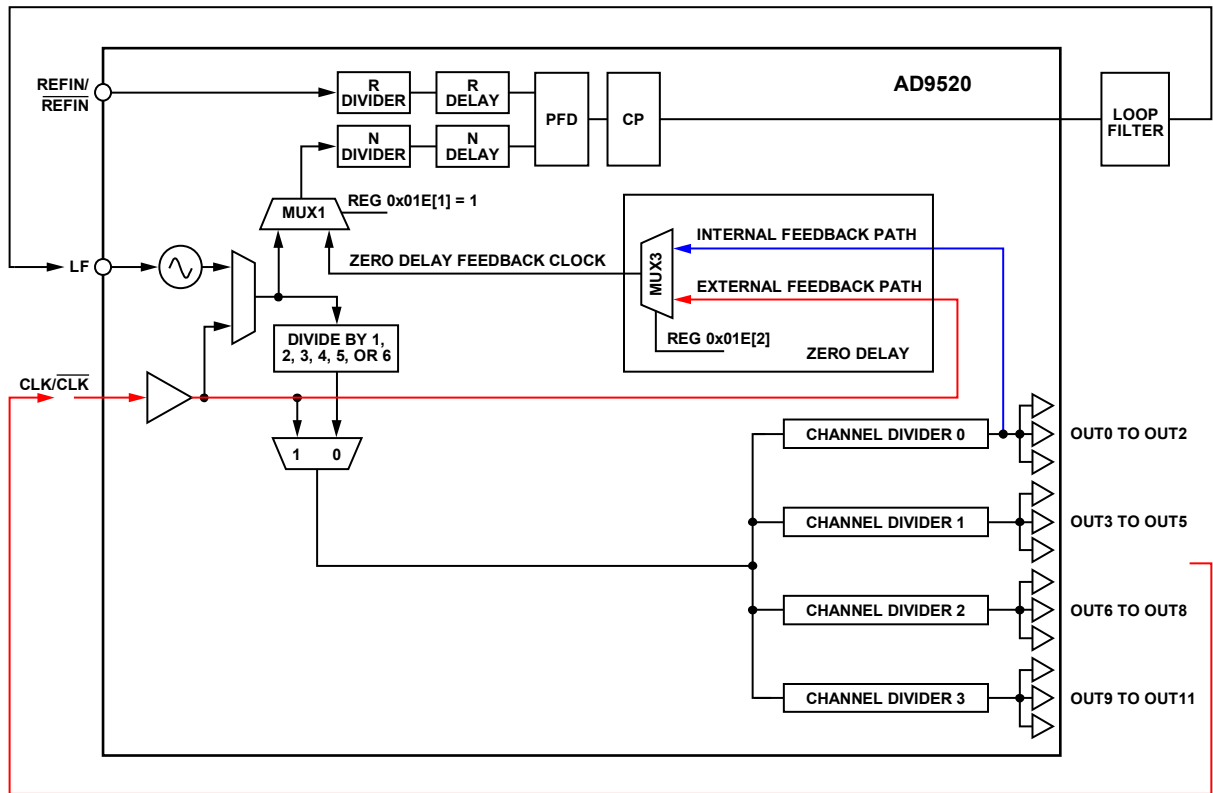 AD9520
REFIN/
REFIN
R
DIVIDER
R
DELAY
PFD
CP
LOOP
FILTER
N
DIVIDER
N
DELAY
REG 0x01E[1] = 1
MUX1
INTERNAL FEEDBACK PATH
LF
ZERO DELAY FEEDBACK CLOCK
MUX3
EXTERNAL FEEDBACK PATH
REG 0x01E[2]
ZERO DELAY
DIVIDE BY 1,
2, 3, 4, 5, OR 6
CLK/CLK
1 0
CHANNEL DIVIDER 0
OUT0 TO OUT2
CHANNEL DIVIDER 1
OUT3 TO OUT5
CHANNEL DIVIDER 2
OUT6 TO OUT8
CHANNEL DIVIDER 3
OUT9 TO OUT11